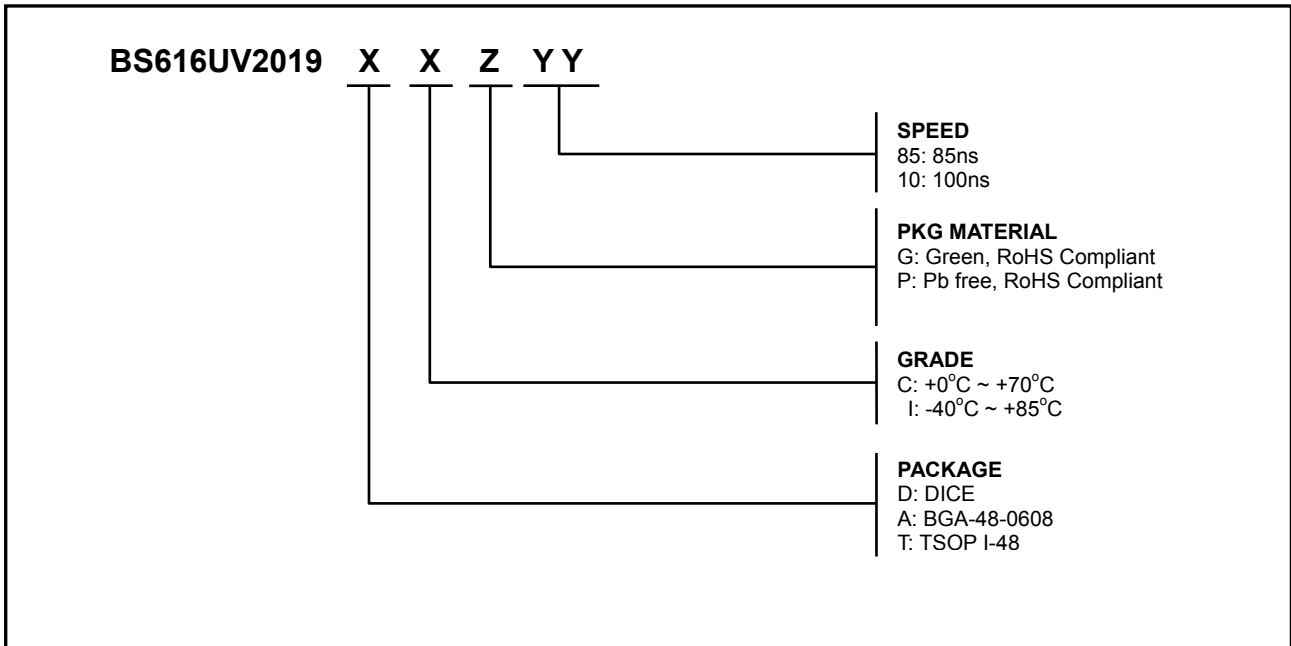 BS616UV2019 X X Z Y Y
SPEED
85: 85ns
10: 100ns
PKG MATERIAL
G: Green, RoHS Compliant
P: Pb free, RoHS Compliant
GRADE
C: +0°C ~ +70°C
I: -40°C ~ +85°C
PACKAGE
D: DICE
A: BGA-48-0608
T: TSOP I-48